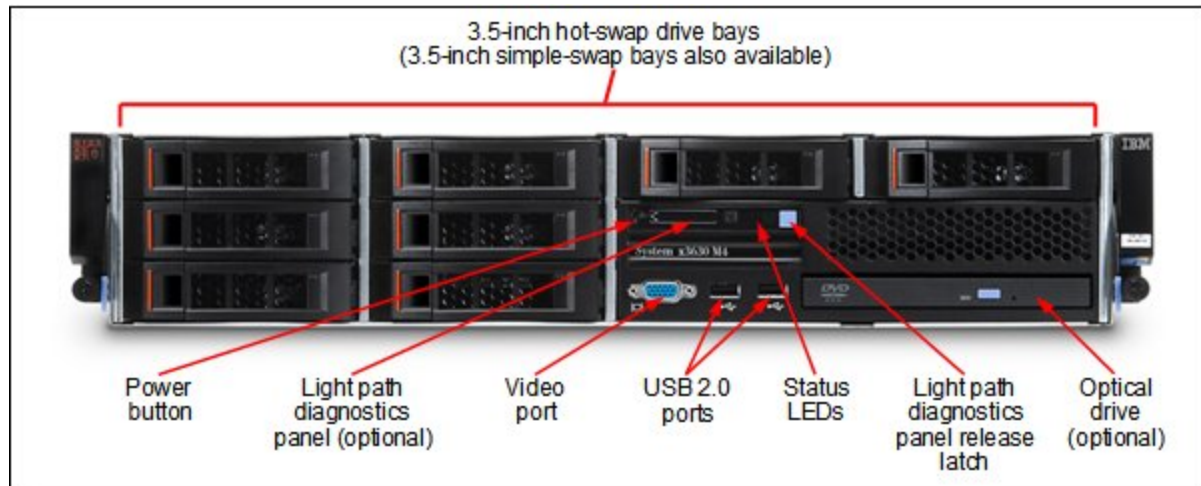 3.5-inch hot-swap drive bays
(3.5-inch simple-swap bays also available)
IBM
System x3630 M4
DVD
Power
button
Light path
diagnostics
panel (optional)
Video
port
USB 2.0
ports
Status
LEDs
Light path
diagnostics
panel release
latch
Optical
drive
(optional)